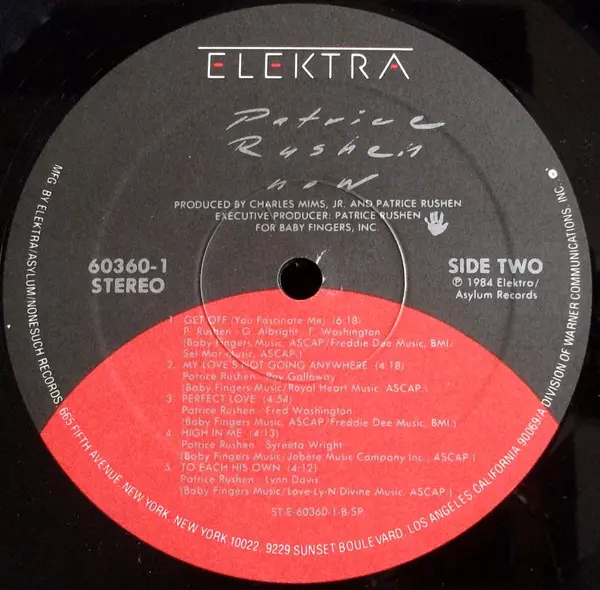 ELEKTRA
Patrice
Rushen
now
PRODUCED BY CHARLES MIMS, JR. AND PATRICE RUSHEN
EXECUTIVE PRODUCER: PATRICE RUSHEN
FOR BABY FINGERS, INC.
60360-1
STEREO
SIDE TWO
℗ 1984 Elektra/
Asylum Records
1. GET OFF (You Fascinate Me) (6:18)
P. Rushen G. Albright F. Washington
(Baby Fingers Music, ASCAP/Freddie Dee Music, BMI/
Sei Mar Music, ASCAP.)
2. MY LOVE'S NOT GOING ANYWHERE (4:18)
Patrice Rushen Roy Galloway
(Baby Fingers Music/Royal Heart Music, ASCAP.)
3. PERFECT LOVE (4:54)
Patrice Rushen Fred Washington
(Baby Fingers Music, ASCAP/Freddie Dee Music, BMI.)
4. HIGH IN ME (4:13)
Patrice Rushen Syreeta Wright
(Baby Fingers Music/Jobete Music Company Inc., ASCAP.)
5. TO EACH HIS OWN (4:12)
Patrice Rushen Lynn Davis
(Baby Fingers Music/Love-Ly-N-Divine Music, ASCAP.)
ST-E-60360-1-B-SP
MFG. BY ELEKTRA/ASYLUM/NONESUCH RECORDS, 665 FIFTH AVENUE, NEW YORK, NEW YORK 10022. 9229 SUNSET BOULEVARD, LOS ANGELES, CALIFORNIA 90069/A DIVISION OF WARNER COMMUNICATIONS, INC.